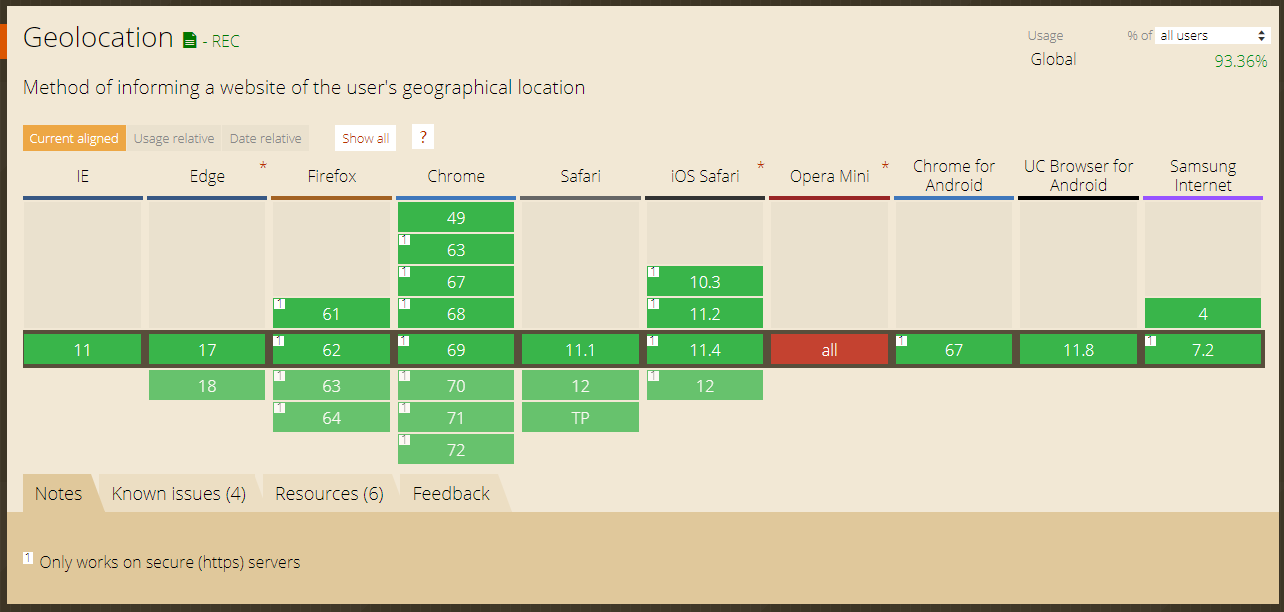 Geolocation - REC
Usage % of all users
Global 93.36%
Method of informing a website of the user's geographical location
Current aligned Usage relative Date relative Show all ?
IE Edge * Firefox Chrome Safari iOS Safari * Opera Mini * Chrome for Android UC Browser for Android Samsung Internet
49
1 63
1 67 1 10.3
1 61 1 68 1 11.2 4
11 17 1 62 1 69 11.1 1 11.4 all 1 67 11.8 1 7.2
18 1 63 1 70 12 1 12
1 64 1 71 TP
1 72
Notes Known issues (4) Resources (6) Feedback
1 Only works on secure (https) servers